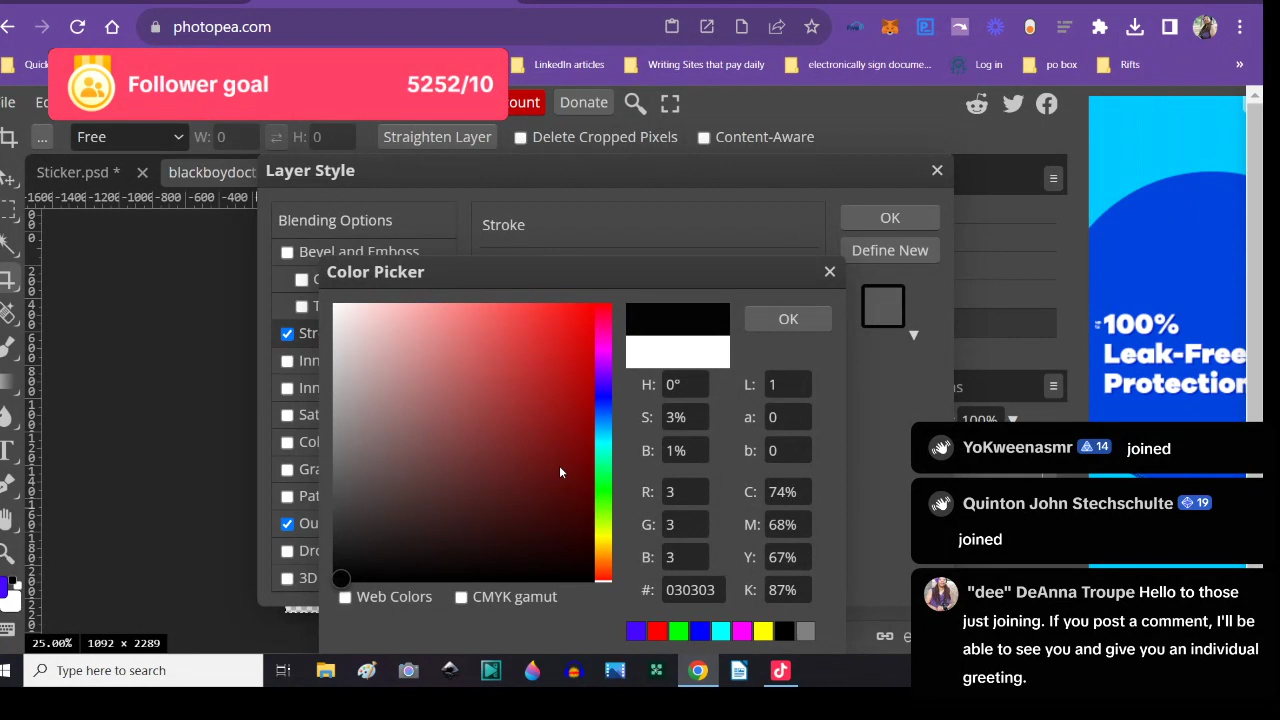 photopea.com
Quick
LinkedIn articles
Writing Sites that pay daily
electronically sign docume...
Log in
po box
Rifts
»
Follower goal 5252/10
Donate
...
Free
W: 0
H: 0
Straighten Layer
Delete Cropped Pixels
Content-Aware
Sticker.psd *
blackboydoct
Layer Style
Blending Options
Bevel and Emboss
Stroke
OK
Define New
Color Picker
OK
H: 0°
L: 1
S: 3%
a: 0
B: 1%
b: 0
R: 3
C: 74%
G: 3
M: 68%
B: 3
Y: 67%
#: 030303
K: 87%
Web Colors
CMYK gamut
100%
100%
Leak-Free
Protection
YoKweenasmr 14 joined
Quinton John Stechschulte 19
joined
"dee" DeAnna Troupe Hello to those
just joining. If you post a comment, I'll be
able to see you and give you an individual
greeting.
25.00%
1092 x 2289
Type here to search